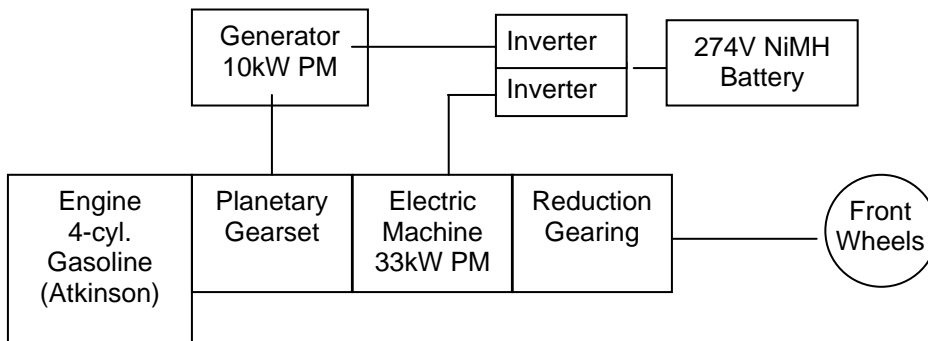 Generator
10kW PM
Inverter
Inverter
274V NiMH
Battery
Engine
4-cyl.
Gasoline
(Atkinson)
Planetary
Gearset
Electric
Machine
33kW PM
Reduction
Gearing
Front
Wheels